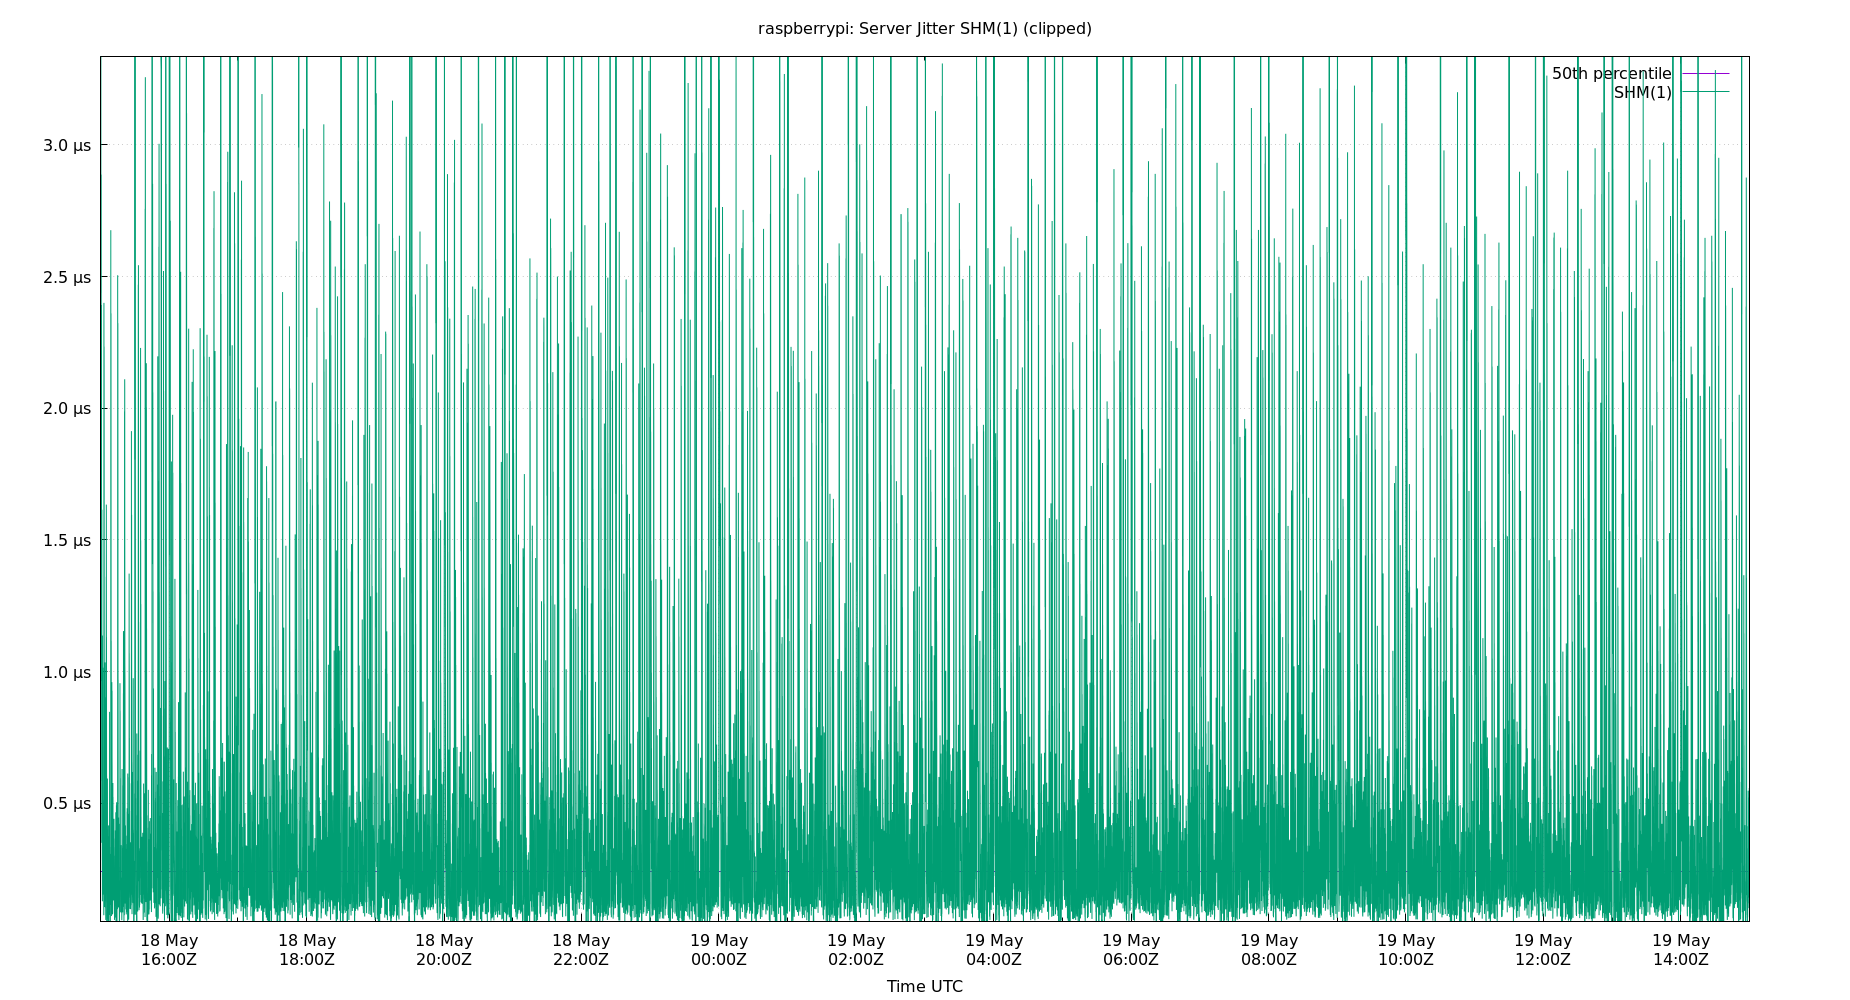 raspberrypi: Server Jitter SHM(1) (clipped)
50th percentile
SHM(1)
3.0 µs
2.5 µs
2.0 µs
1.5 µs
1.0 µs
0.5 µs
18 May 18 May 18 May 18 May 19 May 19 May 19 May 19 May 19 May 19 May 19 May 19 May
16:00Z 18:00Z 20:00Z 22:00Z 00:00Z 02:00Z 04:00Z 06:00Z 08:00Z 10:00Z 12:00Z 14:00Z
Time UTC